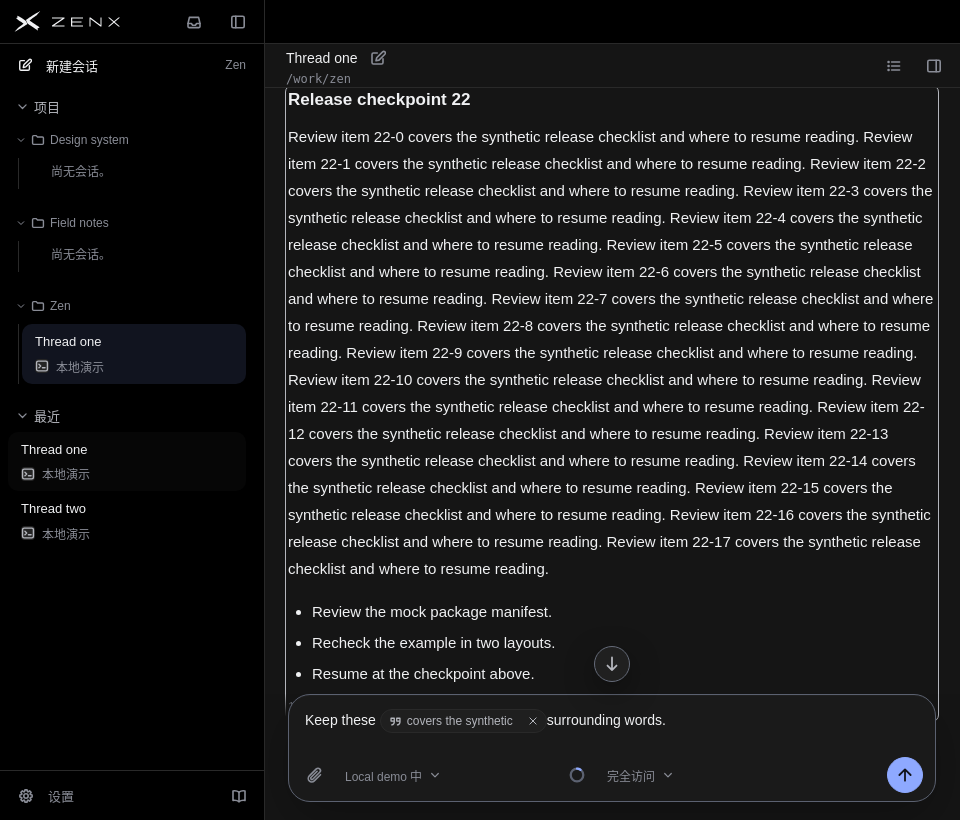 ZENX
新建会话
Zen
项目
Design system
尚无会话。
Field notes
尚无会话。
Zen
Thread one
本地演示
最近
Thread one
本地演示
Thread two
本地演示
设置
Thread one
/work/zen
Release checkpoint 22
Review item 22-0 covers the synthetic release checklist and where to resume reading. Review
item 22-1 covers the synthetic release checklist and where to resume reading. Review item 22-2
covers the synthetic release checklist and where to resume reading. Review item 22-3 covers the
synthetic release checklist and where to resume reading. Review item 22-4 covers the synthetic
release checklist and where to resume reading. Review item 22-5 covers the synthetic release
checklist and where to resume reading. Review item 22-6 covers the synthetic release checklist
and where to resume reading. Review item 22-7 covers the synthetic release checklist and where
to resume reading. Review item 22-8 covers the synthetic release checklist and where to resume
reading. Review item 22-9 covers the synthetic release checklist and where to resume reading.
Review item 22-10 covers the synthetic release checklist and where to resume reading. Review
item 22-11 covers the synthetic release checklist and where to resume reading. Review item 22-
12 covers the synthetic release checklist and where to resume reading. Review item 22-13
covers the synthetic release checklist and where to resume reading. Review item 22-14 covers
the synthetic release checklist and where to resume reading. Review item 22-15 covers the
synthetic release checklist and where to resume reading. Review item 22-16 covers the synthetic
release checklist and where to resume reading. Review item 22-17 covers the synthetic release
checklist and where to resume reading.
• Review the mock package manifest.
• Recheck the example in two layouts.
• Resume at the checkpoint above.
Keep these covers the synthetic surrounding words.
Local demo 中
完全访问